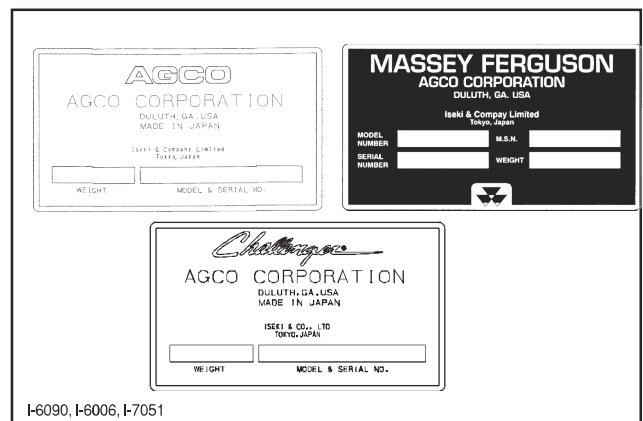 AGCO
AGCO CORPORATION
DULUTH, GA. USA
MADE IN JAPAN
Iseki & Company Limited
Tokyo, Japan
WEIGHT MODEL & SERIAL NO.
MASSEY FERGUSON
AGCO CORPORATION
DULUTH, GA. USA
Iseki & Compay Limited
Tokyo, Japan
MODEL NUMBER M.S.N.
SERIAL NUMBER WEIGHT
Challenger
AGCO CORPORATION
DULUTH, GA. USA
MADE IN JAPAN
ISEKI & CO., LTD
TOKYO, JAPAN
WEIGHT MODEL & SERIAL NO.
I-6090, I-6006, I-7051